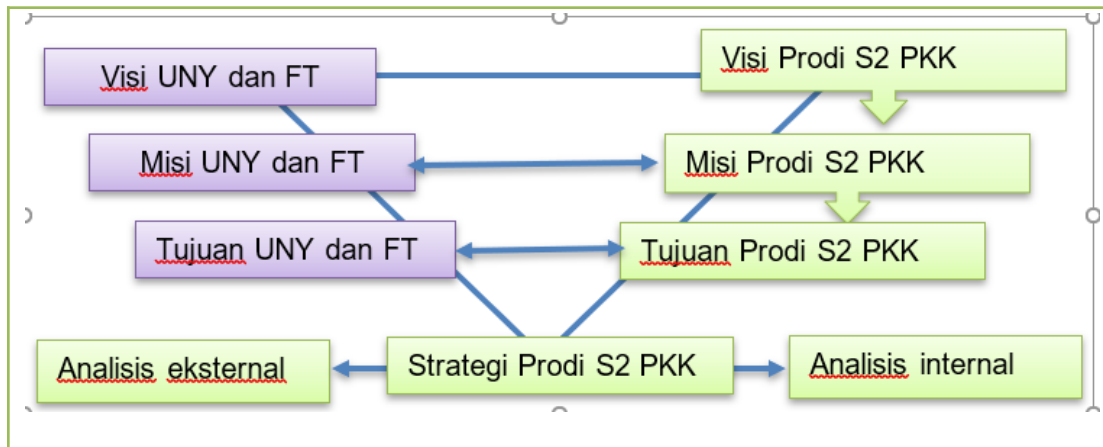 Visi UNY dan FT
Visi Prodi S2 PKK
Misi UNY dan FT
Misi Prodi S2 PKK
Tujuan UNY dan FT
Tujuan Prodi S2 PKK
Analisis eksternal
Strategi Prodi S2 PKK
Analisis internal